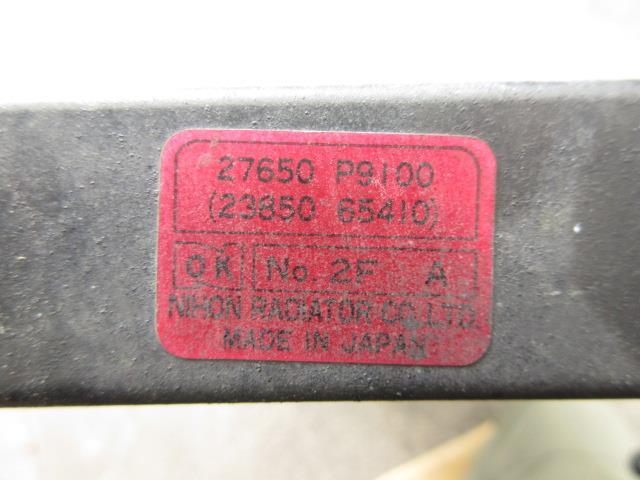 27650 P9100
(23850 65410)
OK No. 2F A
NIHON RADIATOR CO., LTD.
MADE IN JAPAN